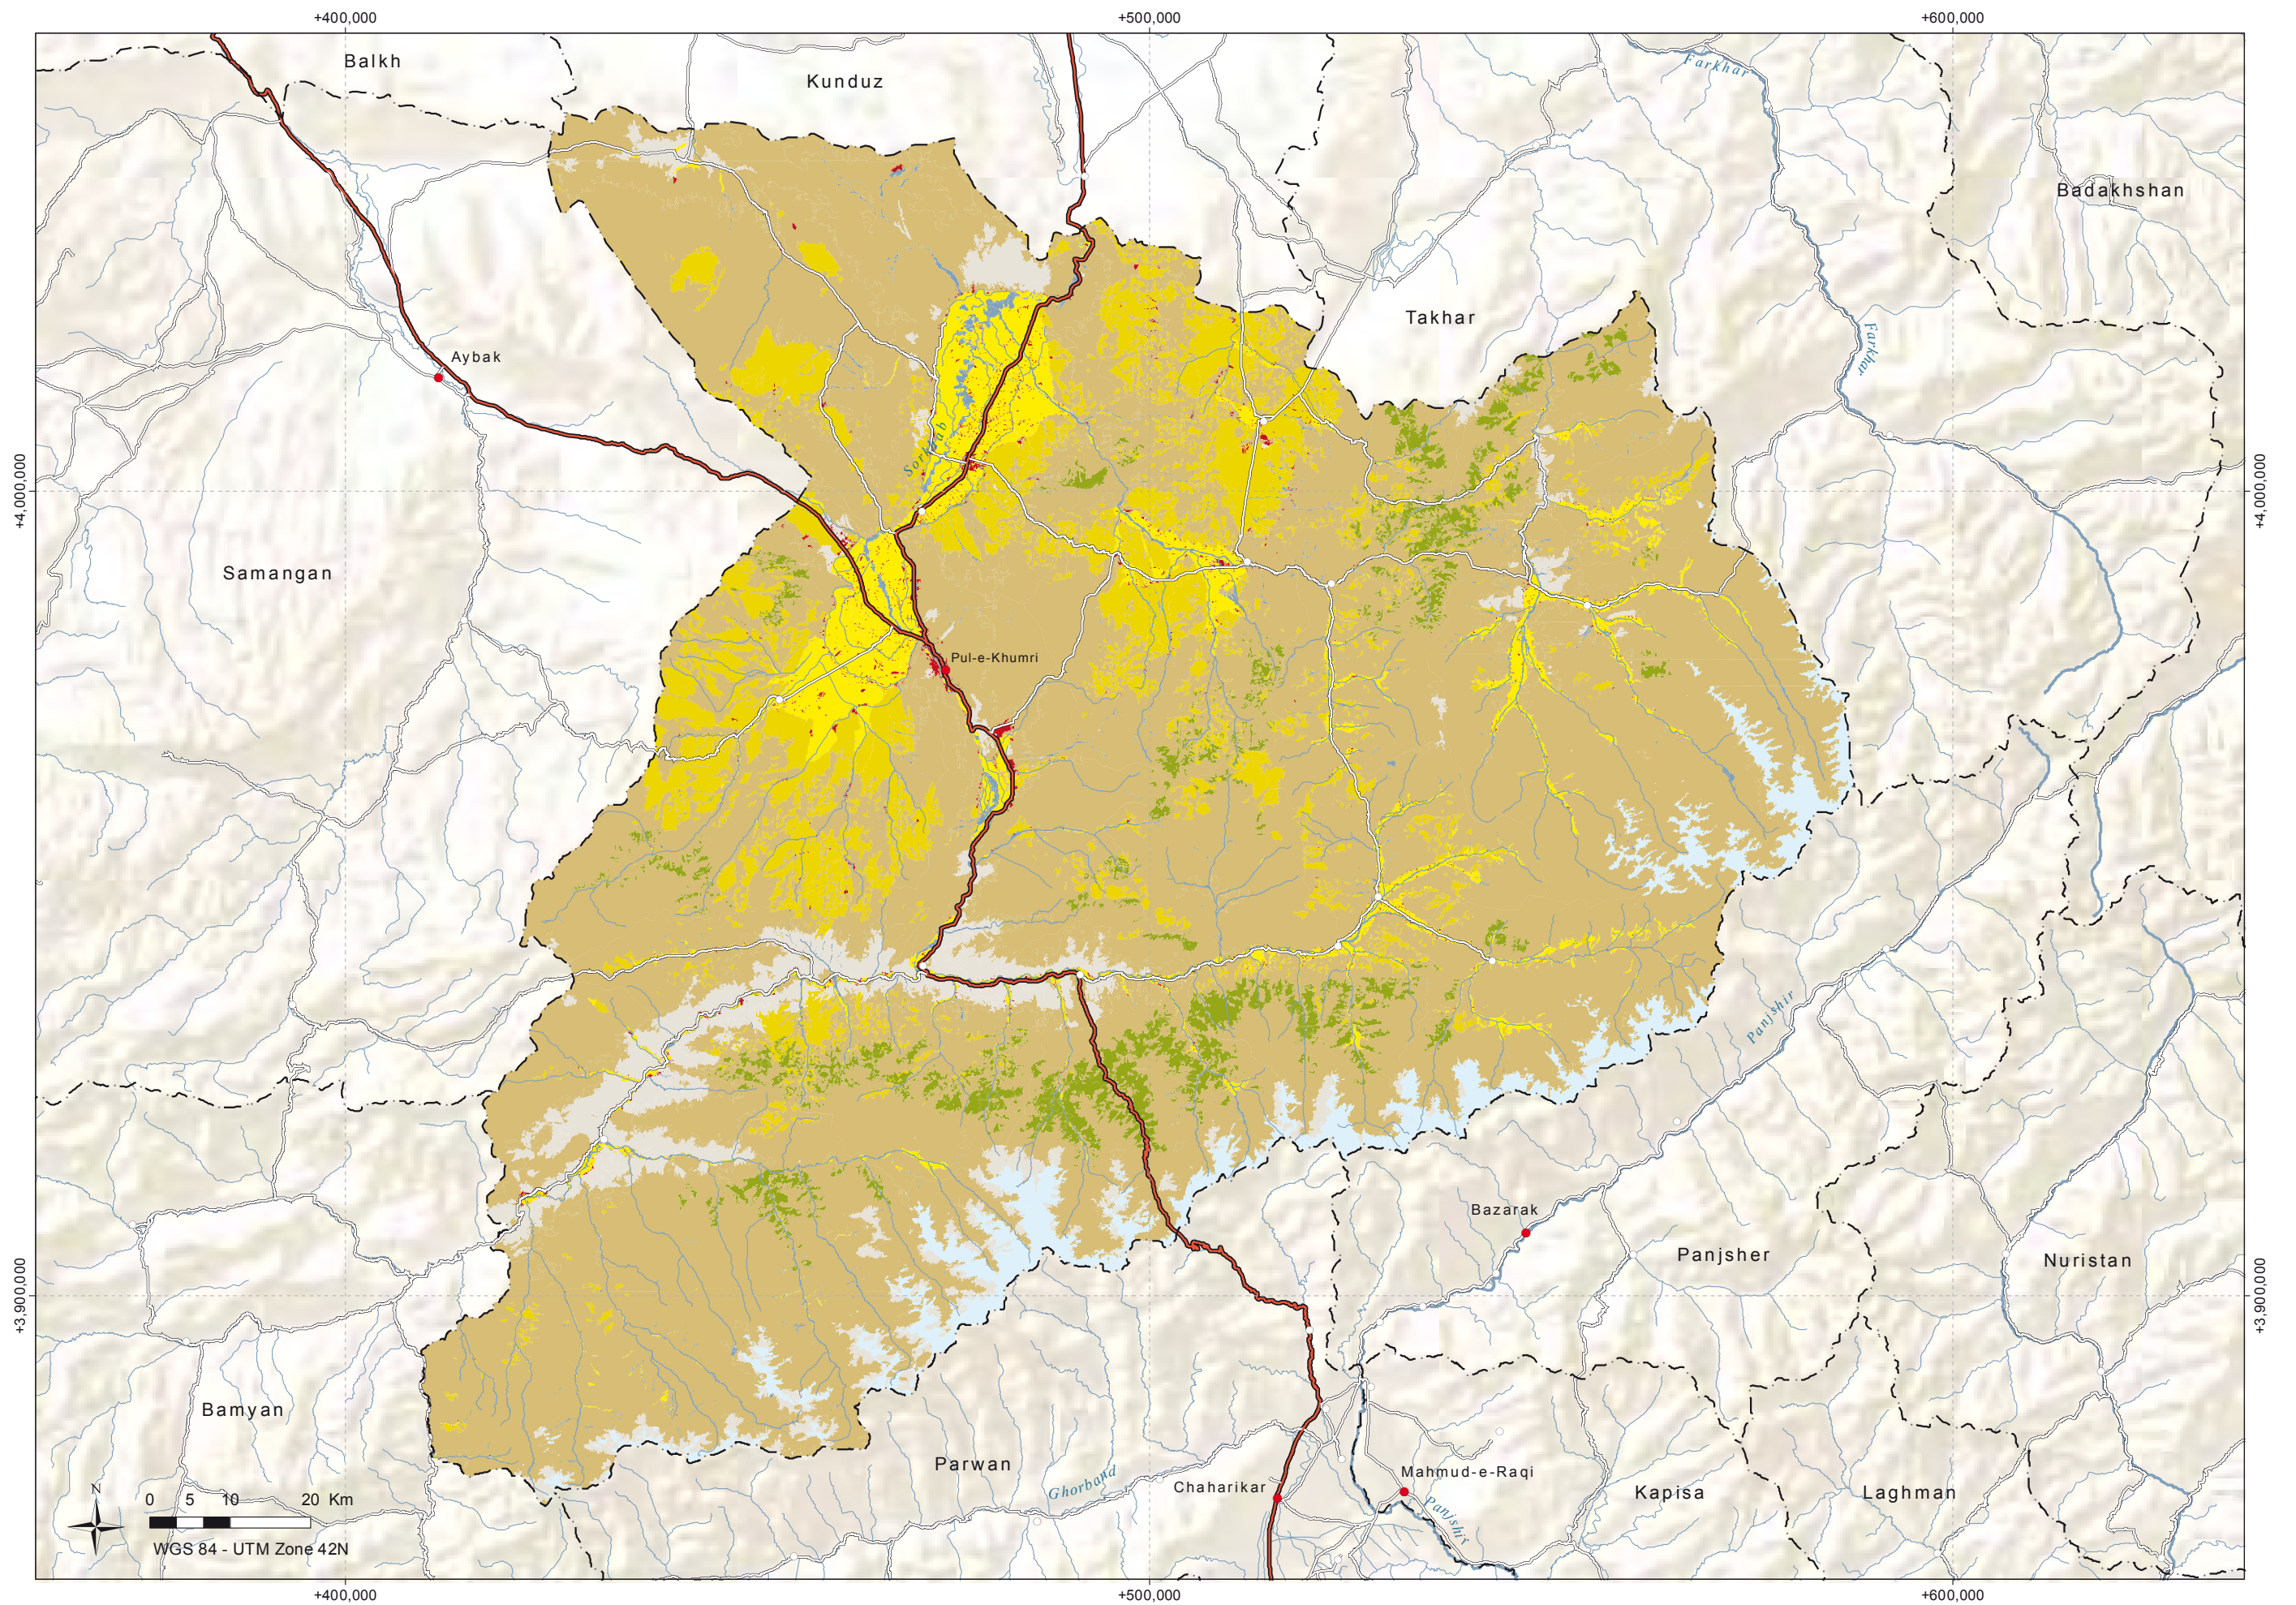 +400,000 +500,000 +600,000
Balkh
Kunduz
Farkhar
Badakhshan
Takhar
Farkhar
Aybak
Sorkhab
+4,000,000 +4,000,000
Samangan
Pul-e-Khumri
Panjshir
Bazarak
Panjsher
Nuristan
+3,900,000 +3,900,000
Bamyan
Parwan
Ghorband
Chaharikar
Mahmud-e-Raqi
Panjshir
Kapisa
Laghman
N
0 5 10 20 Km
WGS 84 - UTM Zone 42N
+400,000 +500,000 +600,000